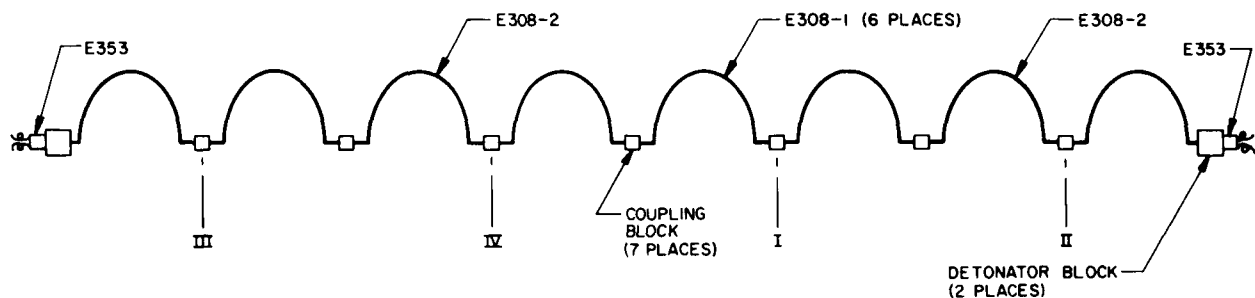 E353
E308-2
E308-1 (6 PLACES)
E308-2
E353
COUPLING
BLOCK
(7 PLACES)
III
IV
I
II
DETONATOR BLOCK
(2 PLACES)